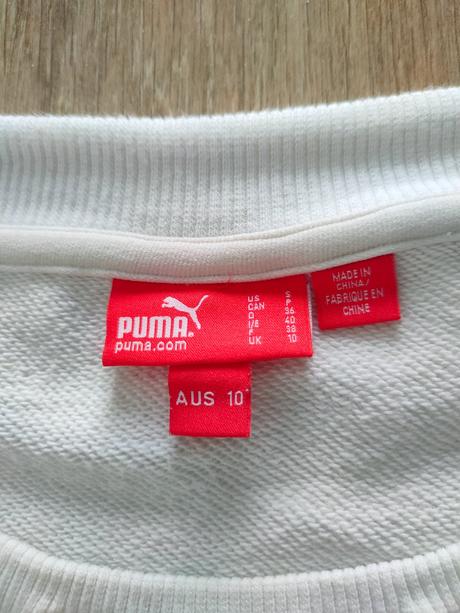 PUMA
puma.com
US S
CAN P
D 36
I/E 40
F 38
UK 10
MADE IN
CHINA/
FABRIQUE EN
CHINE
AUS 10